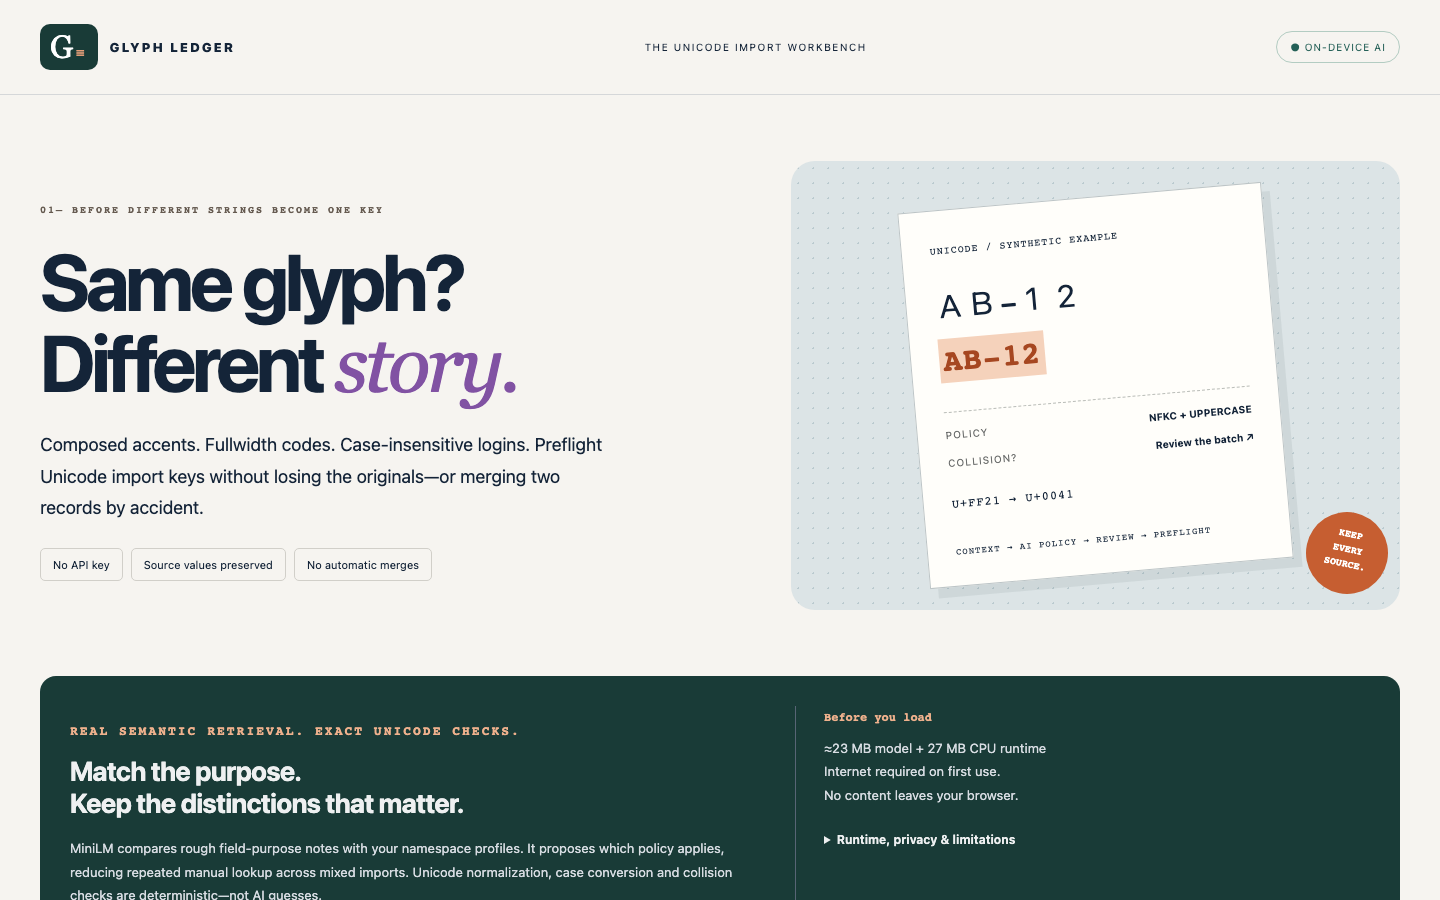 G≡ GLYPH LEDGER
THE UNICODE IMPORT WORKBENCH
ON-DEVICE AI
01— BEFORE DIFFERENT STRINGS BECOME ONE KEY
Same glyph?
Different story.
Composed accents. Fullwidth codes. Case-insensitive logins. Preflight
Unicode import keys without losing the originals—or merging two
records by accident.
No API key
Source values preserved
No automatic merges
UNICODE / SYNTHETIC EXAMPLE
ＡＢ－１２
AB-12
POLICY NFKC + UPPERCASE
COLLISION? Review the batch ↗
U+FF21 → U+0041
CONTEXT → AI POLICY → REVIEW → PREFLIGHT
KEEP
EVERY
SOURCE.
REAL SEMANTIC RETRIEVAL. EXACT UNICODE CHECKS.
Match the purpose.
Keep the distinctions that matter.
MiniLM compares rough field-purpose notes with your namespace profiles. It proposes which policy applies,
reducing repeated manual lookup across mixed imports. Unicode normalization, case conversion and collision
checks are deterministic—not AI guesses.
Before you load
≈23 MB model + 27 MB CPU runtime
Internet required on first use.
No content leaves your browser.
▶ Runtime, privacy & limitations